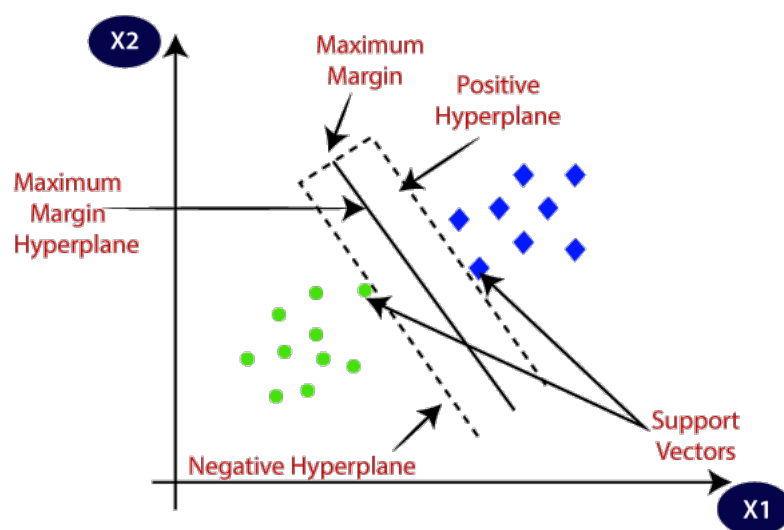 X2
Maximum
Margin
Positive
Hyperplane
Maximum
Margin
Hyperplane
Support
Vectors
Negative Hyperplane
X1